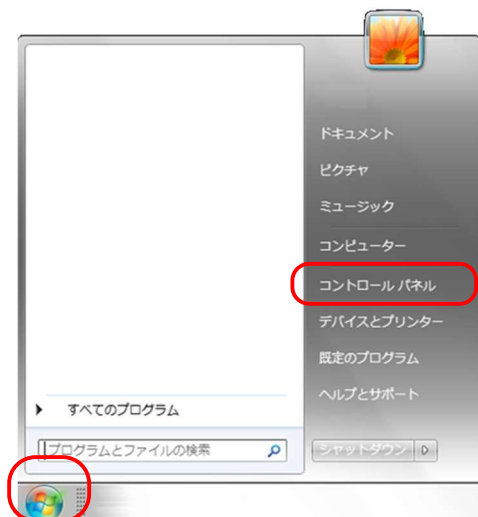 ドキュメント
ピクチャ
ミュージック
コンピューター
コントロール パネル
デバイスとプリンター
既定のプログラム
ヘルプとサポート
すべてのプログラム
プログラムとファイルの検索
シャットダウン